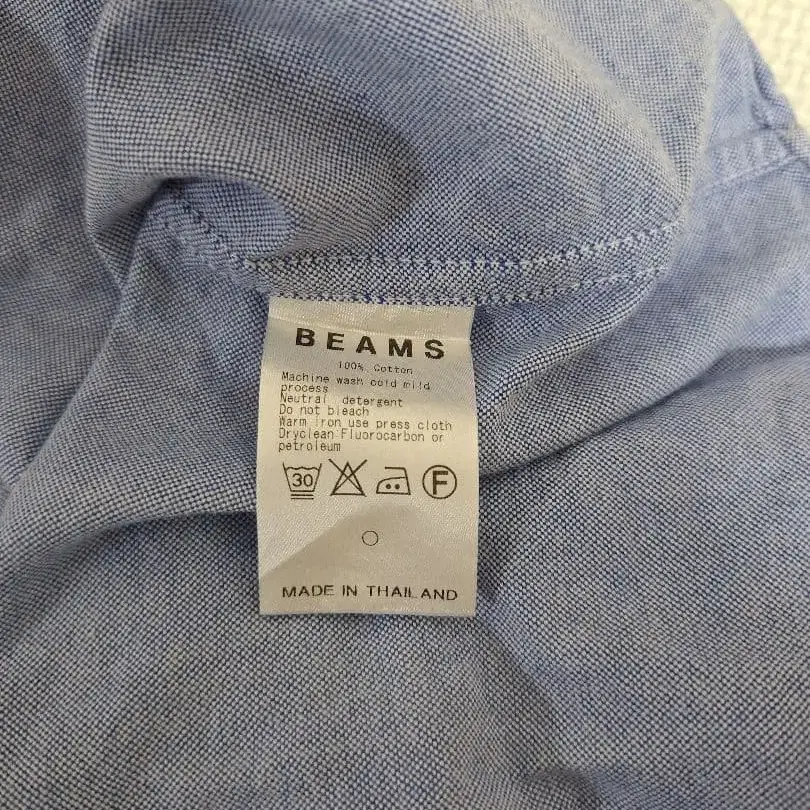 BEAMS
100% Cotton
Machine wash cold mild
process
Neutral detergent
Do not bleach
Warm iron use press cloth
Dryclean Fluorocarbon or
petroleum
30 F
MADE IN THAILAND